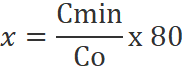 x = Cmin/Co x 80